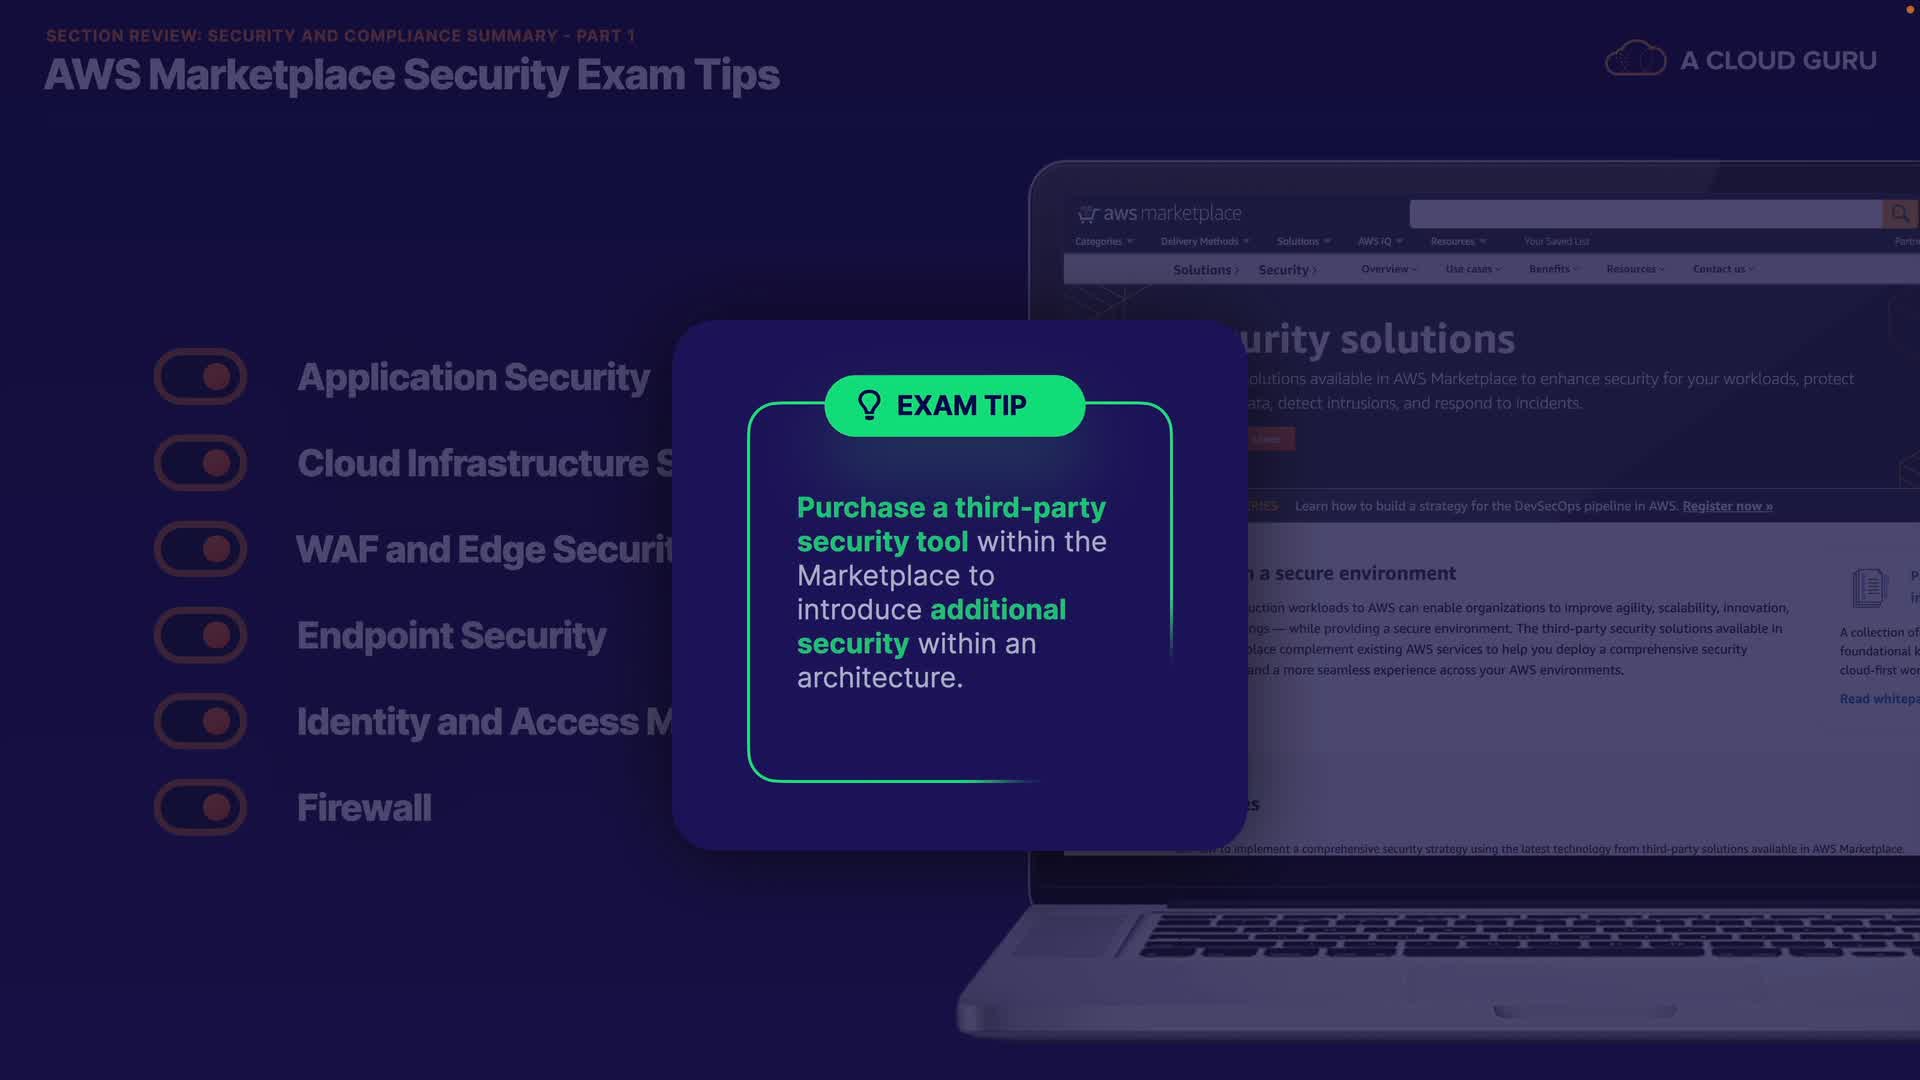 SECTION REVIEW: SECURITY AND COMPLIANCE SUMMARY - PART 1
AWS Marketplace Security Exam Tips
A CLOUD GURU
Application Security
Cloud Infrastructure S
WAF and Edge Securit
Endpoint Security
Identity and Access M
Firewall
EXAM TIP
Purchase a third-party
security tool within the
Marketplace to
introduce additional
security within an
architecture.
aws marketplace
Categories Delivery Methods Solutions AWS IQ Resources Your Saved List Partn
Solutions › Security › Overview Use cases Benefits Resources Contact us
urity solutions
olutions available in AWS Marketplace to enhance security for your workloads, protect
ata, detect intrusions, and respond to incidents.
RIES Learn how to build a strategy for the DevSecOps pipeline in AWS. Register now »
n a secure environment
uction workloads to AWS can enable organizations to improve agility, scalability, innovation,
ngs — while providing a secure environment. The third-party security solutions available in
place complement existing AWS services to help you deploy a comprehensive security
and a more seamless experience across your AWS environments.
P
in
A collection of
foundational k
cloud-first wor
Read whitepa
es
to implement a comprehensive security strategy using the latest technology from third-party solutions available in AWS Marketplace.